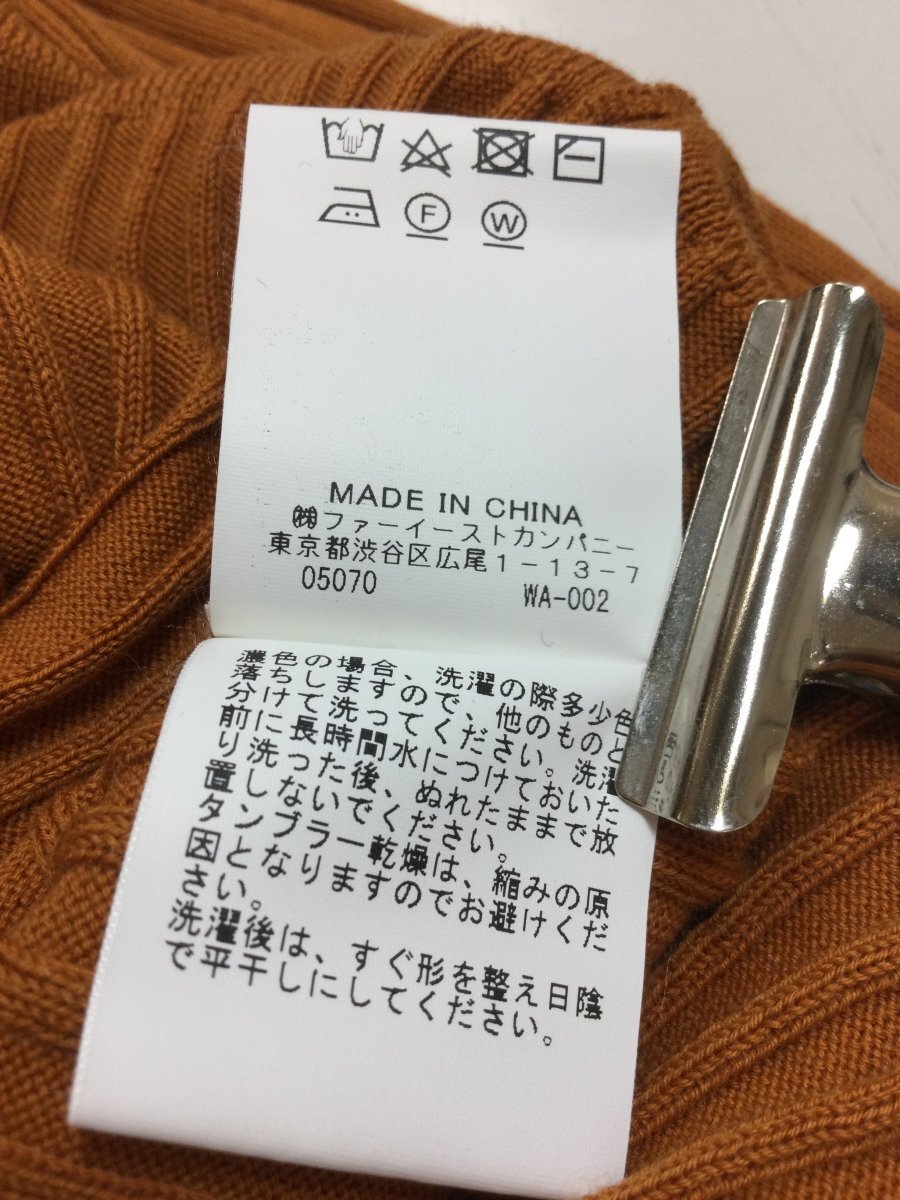 F W
MADE IN CHINA
㈱ファーイーストカンパニー
東京都渋谷区広尾1-13-7
05070 WA-002
濃色の場合、洗濯の際多少色
落ちしますので、他のものと
分けて洗ってください。洗濯
前に長時間水につけておいた
り洗った後、ぬれたままで放
置しないでください。
タンブラー乾燥は、縮みの原
因となりますのでお避けくだ
さい。
洗濯後は、すぐ形を整え日陰
で平干しにしてください。